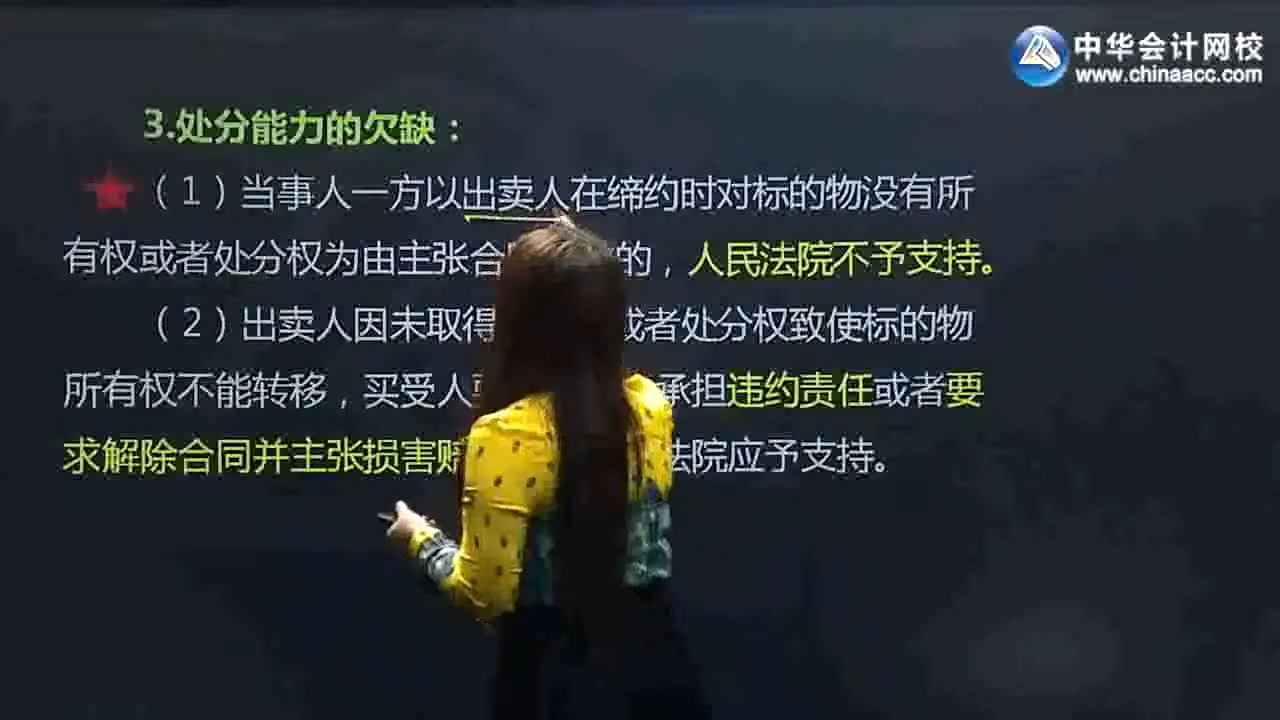 中华会计网校
www.chinaacc.com
3.处分能力的欠缺：
（1）当事人一方以出卖人在缔约时对标的物没有所
有权或者处分权为由主张合 的，人民法院不予支持。
（2）出卖人因未取得 或者处分权致使标的物
所有权不能转移，买受人 承担违约责任或者要
求解除合同并主张损害赔 法院应予支持。